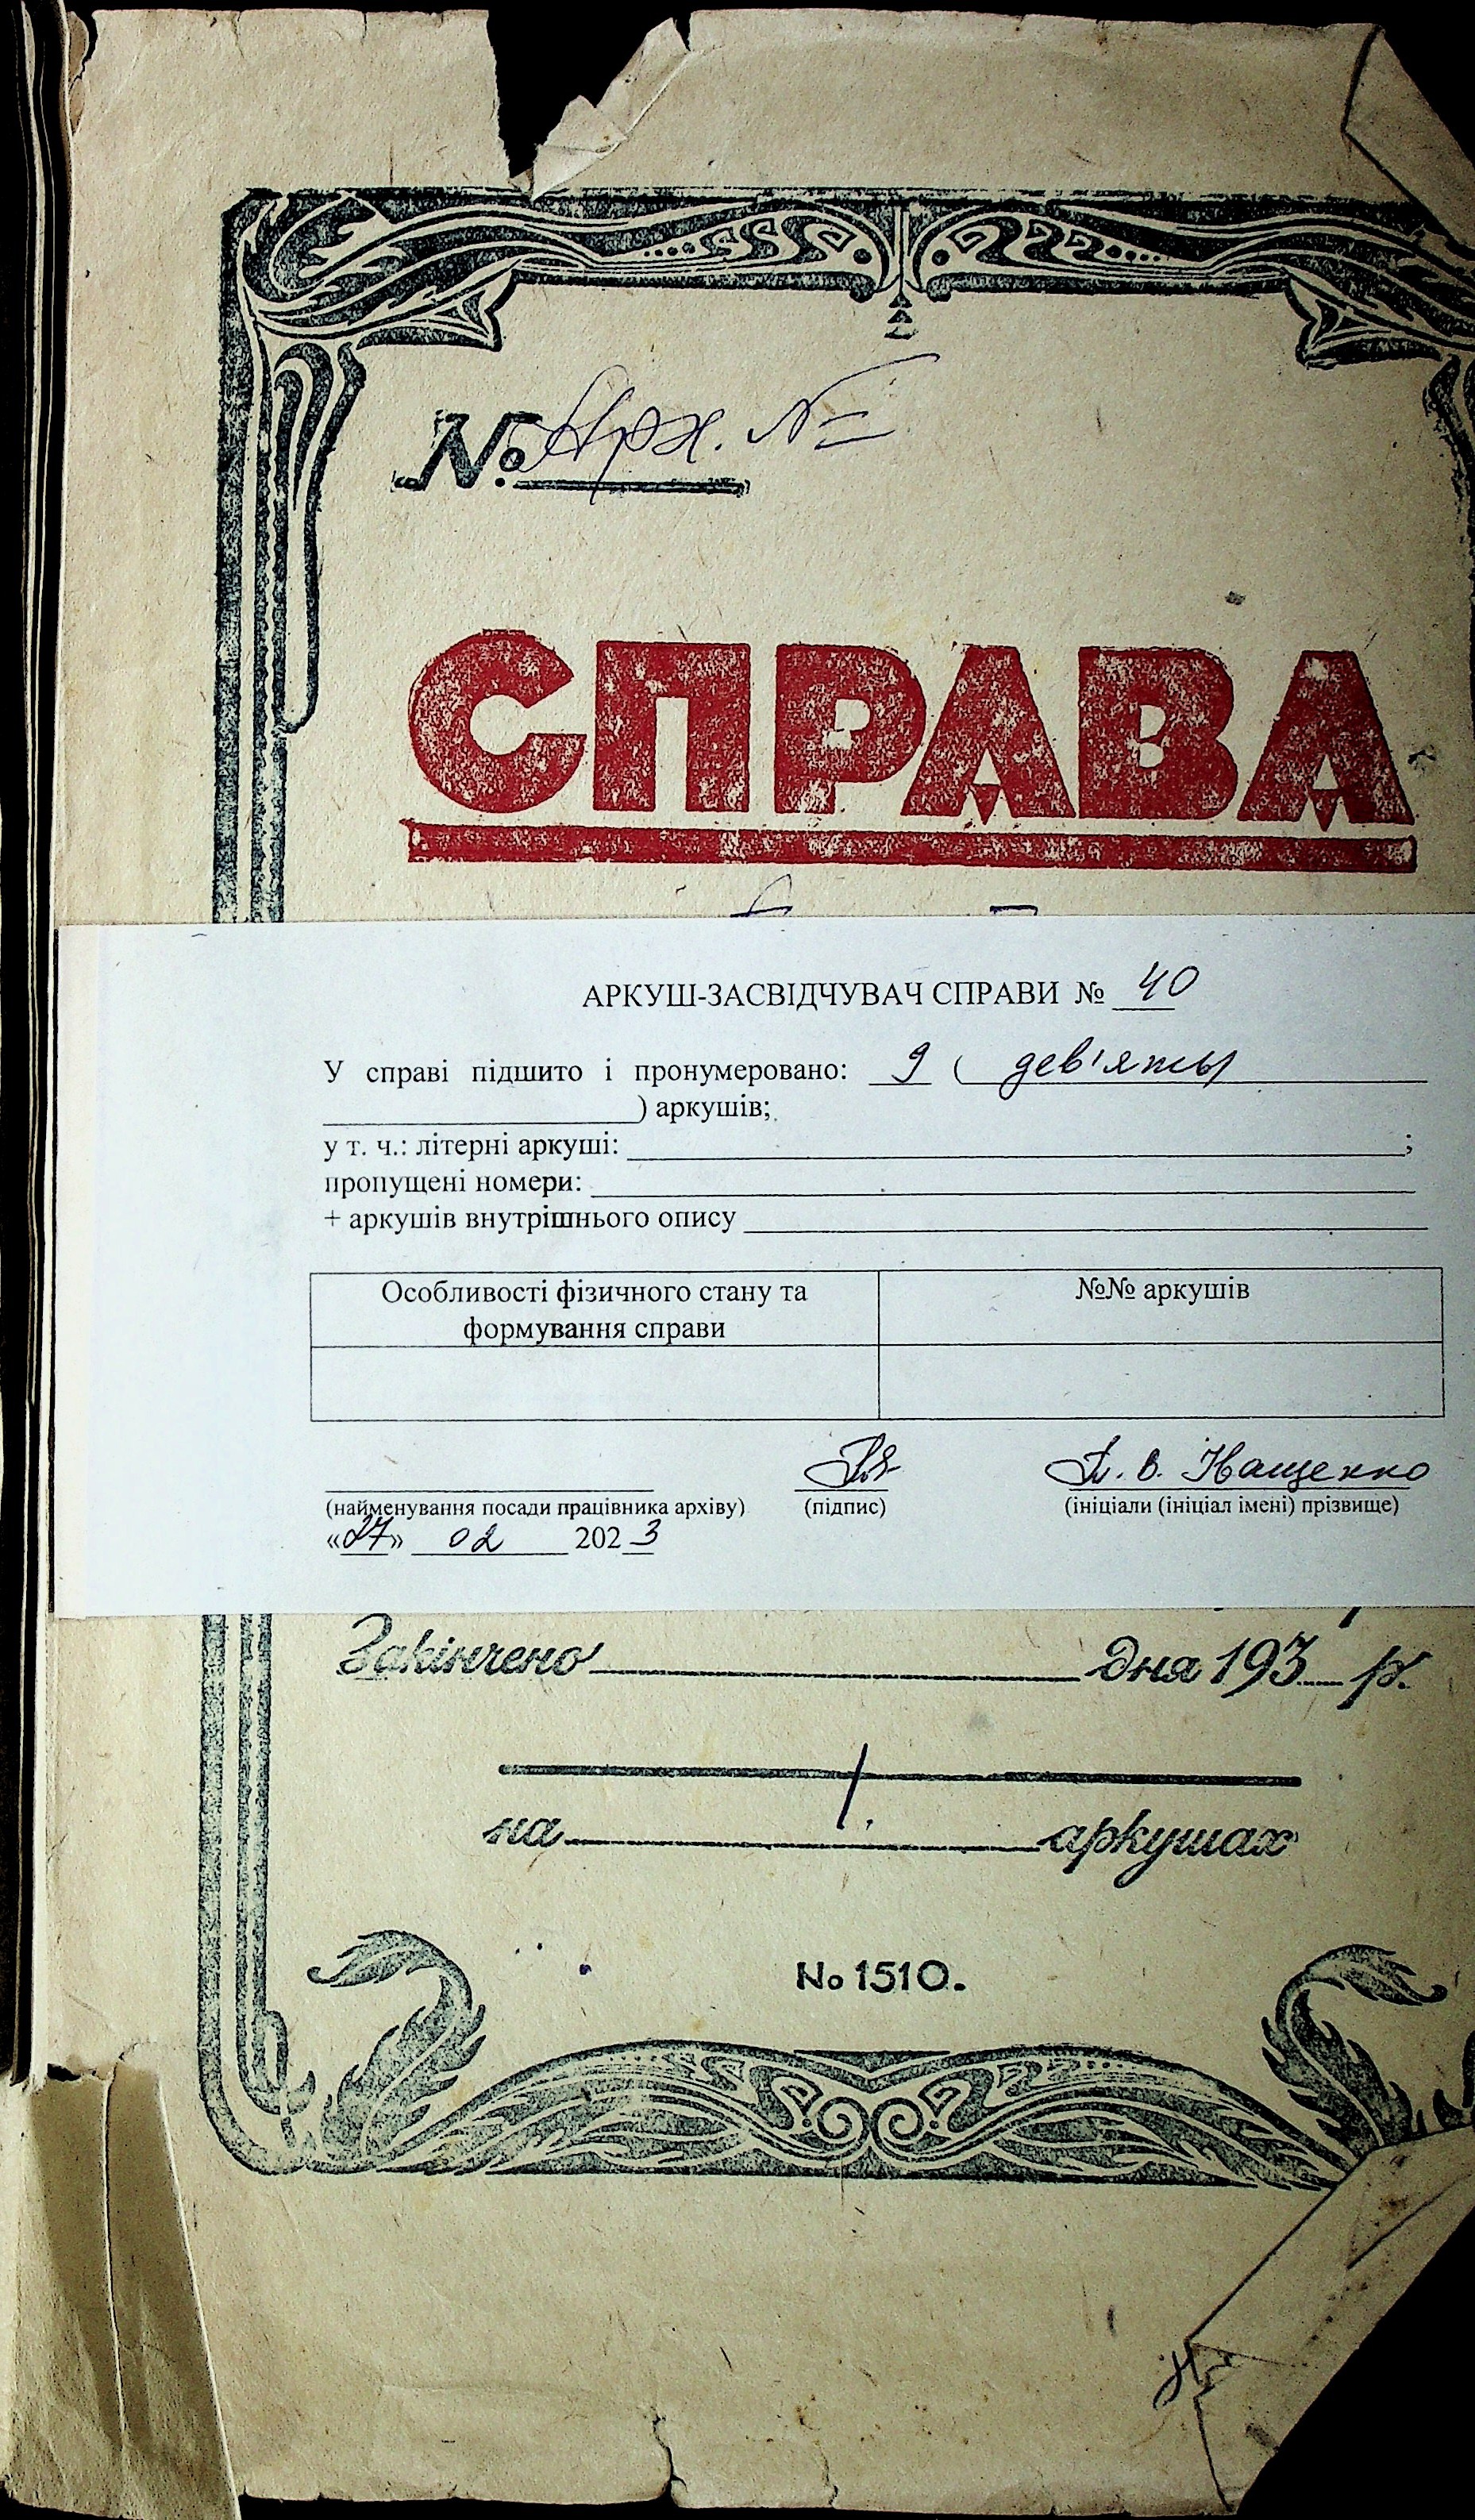 № Арх. №
СПРАВА
АРКУШ-ЗАСВІДЧУВАЧ СПРАВИ № 40
У справі підшито і пронумеровано: 9 ( дев'яты
) аркушів;
у т. ч.: літерні аркуші: ;
пропущені номери:
+ аркушів внутрішнього опису
Особливості фізичного стану та формування справи
№№ аркушів
В. Іващенко
(найменування посади працівника архіву) (підпис) (ініціали (ініціал імені) прізвище)
«27» 02 2023
Закінчено дня 193 р.
на аркушах
No 1510.